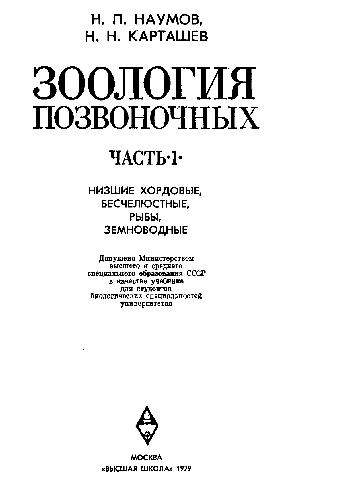 Н. П. НАУМОВ,
Н. Н. КАРТАШЕВ
ЗООЛОГИЯ
ПОЗВОНОЧНЫХ
ЧАСТЬ·1·
НИЗШИЕ ХОРДОВЫЕ,
БЕСЧЕЛЮСТНЫЕ,
РЫБЫ,
ЗЕМНОВОДНЫЕ
Допущено Министерством
высшего и среднего
специального образования СССР
в качестве учебника
для студентов
биологических специальностей
университетов
МОСКВА
«ВЫСШАЯ ШКОЛА» 1979